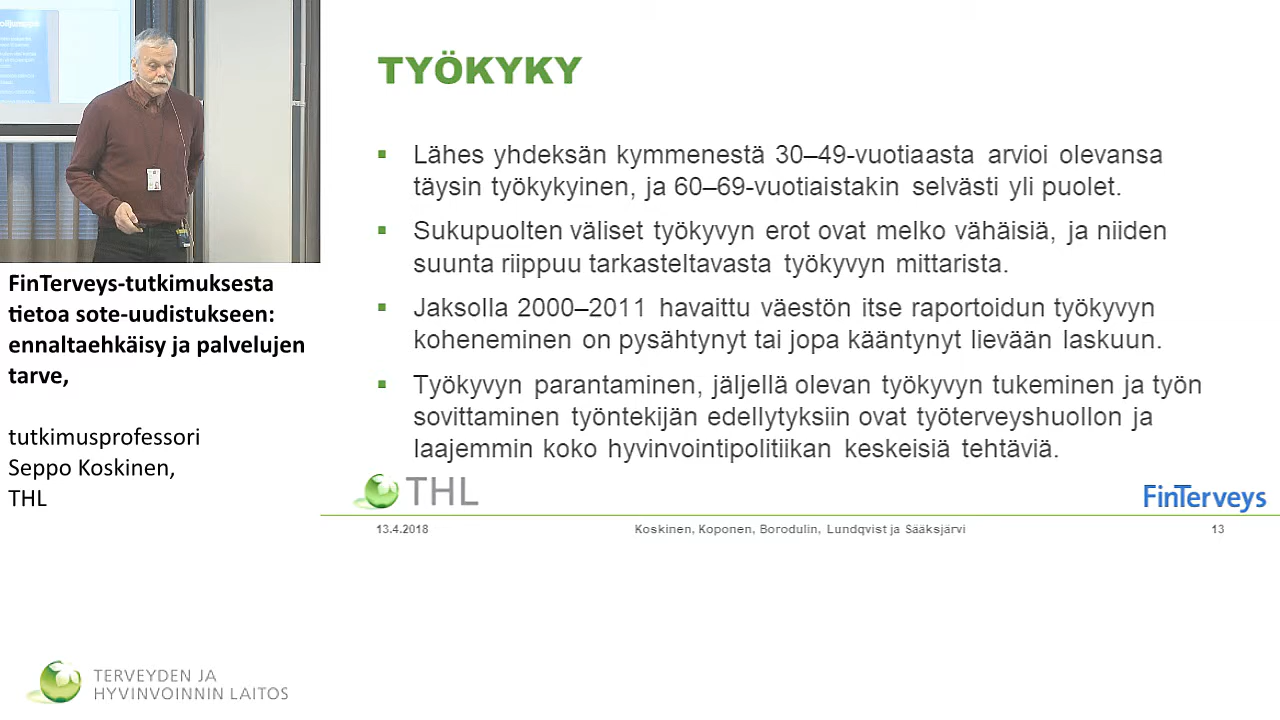 TYÖKYKY
Lähes yhdeksän kymmenestä 30–49-vuotiaasta arvioi olevansa
täysin työkykyinen, ja 60–69-vuotiaistakin selvästi yli puolet.
Sukupuolten väliset työkyvyn erot ovat melko vähäisiä, ja niiden
suunta riippuu tarkasteltavasta työkyvyn mittarista.
Jaksolla 2000–2011 havaittu väestön itse raportoidun työkyvyn
koheneminen on pysähtynyt tai jopa kääntynyt lievään laskuun.
Työkyvyn parantaminen, jäljellä olevan työkyvyn tukeminen ja työn
sovittaminen työntekijän edellytyksiin ovat työterveyshuollon ja
laajemmin koko hyvinvointipolitiikan keskeisiä tehtäviä.
THL
FinTerveys
13.4.2018
Koskinen, Koponen, Borodulin, Lundqvist ja Sääksjärvi
13
FinTerveys-tutkimuksesta
tietoa sote-uudistukseen:
ennaltaehkäisy ja palvelujen
tarve,
tutkimusprofessori
Seppo Koskinen,
THL
TERVEYDEN JA
HYVINVOINNIN LAITOS